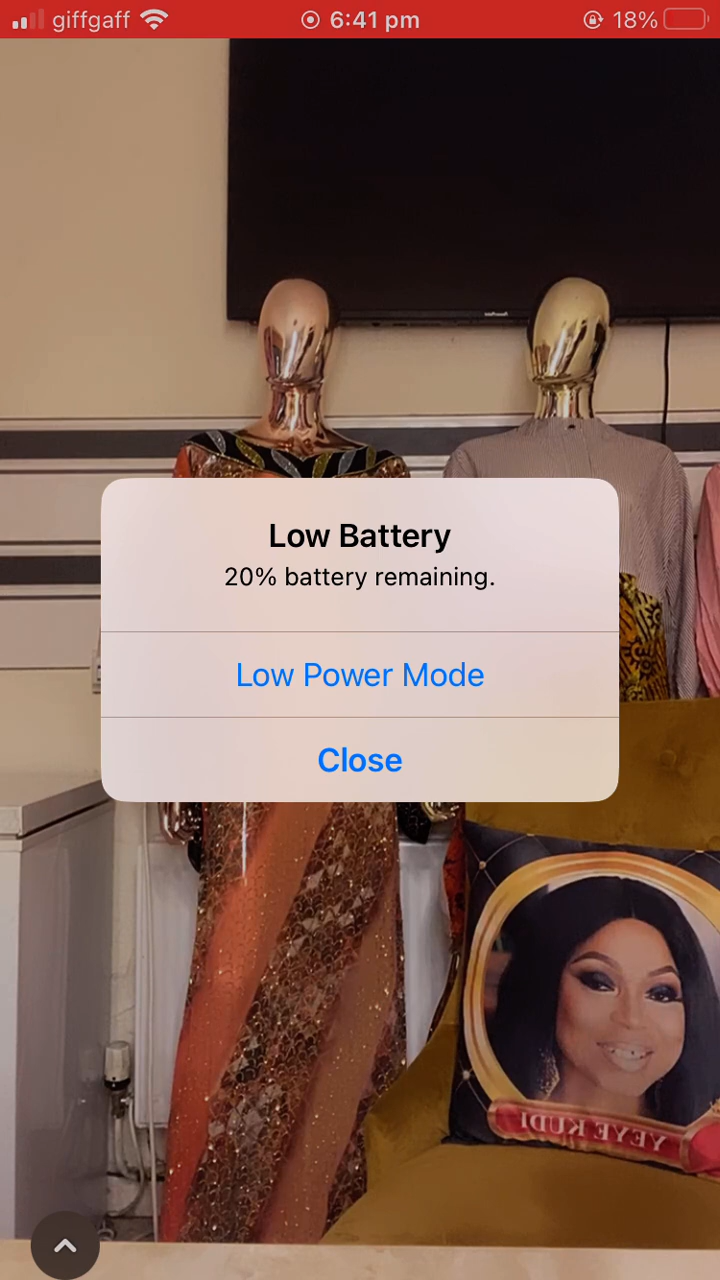 giffgaff 6:41 pm 18%
Low Battery
20% battery remaining.
Low Power Mode
Close
YEYE KUDI